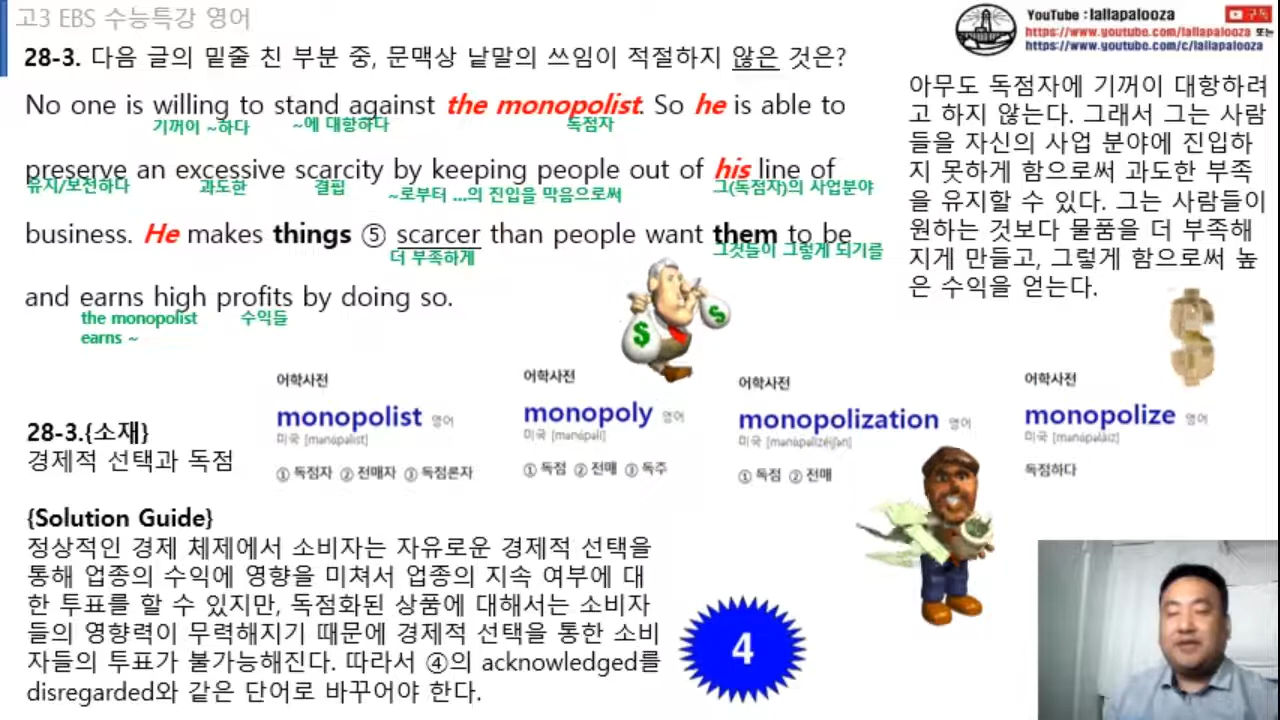 고3 EBS 수능특강 영어
YouTube : lallapalooza
구독
https://www.youtube.com/lallapalooza 또는
https://www.youtube.com/c/lallapalooza
28-3. 다음 글의 밑줄 친 부분 중, 문맥상 낱말의 쓰임이 적절하지 않은 것은?
No one is willing to stand against the monopolist. So he is able to
기꺼이 ~하다 ~에 대항하다 독점자
preserve an excessive scarcity by keeping people out of his line of
유지/보전하다 과도한 결핍 ~로부터 ...의 진입을 막음으로써 그(독점자)의 사업분야
business. He makes things ⑤ scarcer than people want them to be
더 부족하게 그것들이 그렇게 되기를
and earns high profits by doing so.
the monopolist 수익들
earns ~
아무도 독점자에 기꺼이 대항하려
고 하지 않는다. 그래서 그는 사람
들을 자신의 사업 분야에 진입하
지 못하게 함으로써 과도한 부족
을 유지할 수 있다. 그는 사람들이
원하는 것보다 물품을 더 부족해
지게 만들고, 그렇게 함으로써 높
은 수익을 얻는다.
$ $
어학사전
monopolist 영어
미국 [mənάpəlist]
① 독점자 ② 전매자 ③ 독점론자
어학사전
monopoly 영어
미국 [mənάpəli]
① 독점 ② 전매 ③ 독주
어학사전
monopolization 영어
① 독점 ② 전매
어학사전
monopolize 영어
미국 [mənάpəlàiz]
독점하다
28-3.{소재}
경제적 선택과 독점
{Solution Guide}
정상적인 경제 체제에서 소비자는 자유로운 경제적 선택을
통해 업종의 수익에 영향을 미쳐서 업종의 지속 여부에 대
한 투표를 할 수 있지만, 독점화된 상품에 대해서는 소비자
들의 영향력이 무력해지기 때문에 경제적 선택을 통한 소비
자들의 투표가 불가능해진다. 따라서 ④의 acknowledged를
disregarded와 같은 단어로 바꾸어야 한다.
4